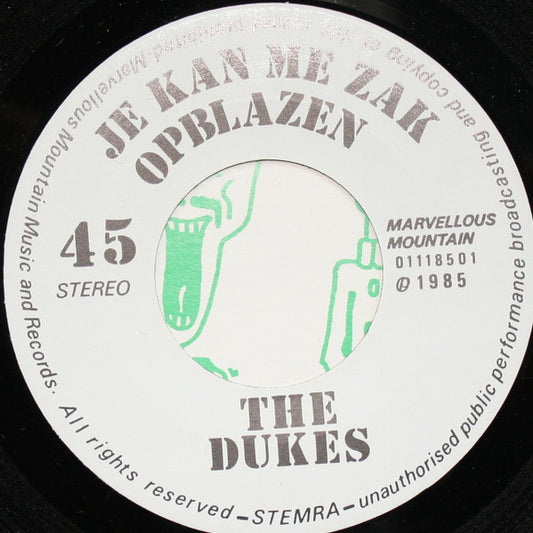 JE KAN ME ZAK
OPBLAZEN
45
STEREO
MARVELLOUS
MOUNTAIN
01118501
℗ 1985
THE
DUKES
Marvellous Mountain Music and Records. All rights reserved – STEMRA – unauthorised public performance broadcasting and copying of this record prohibited.